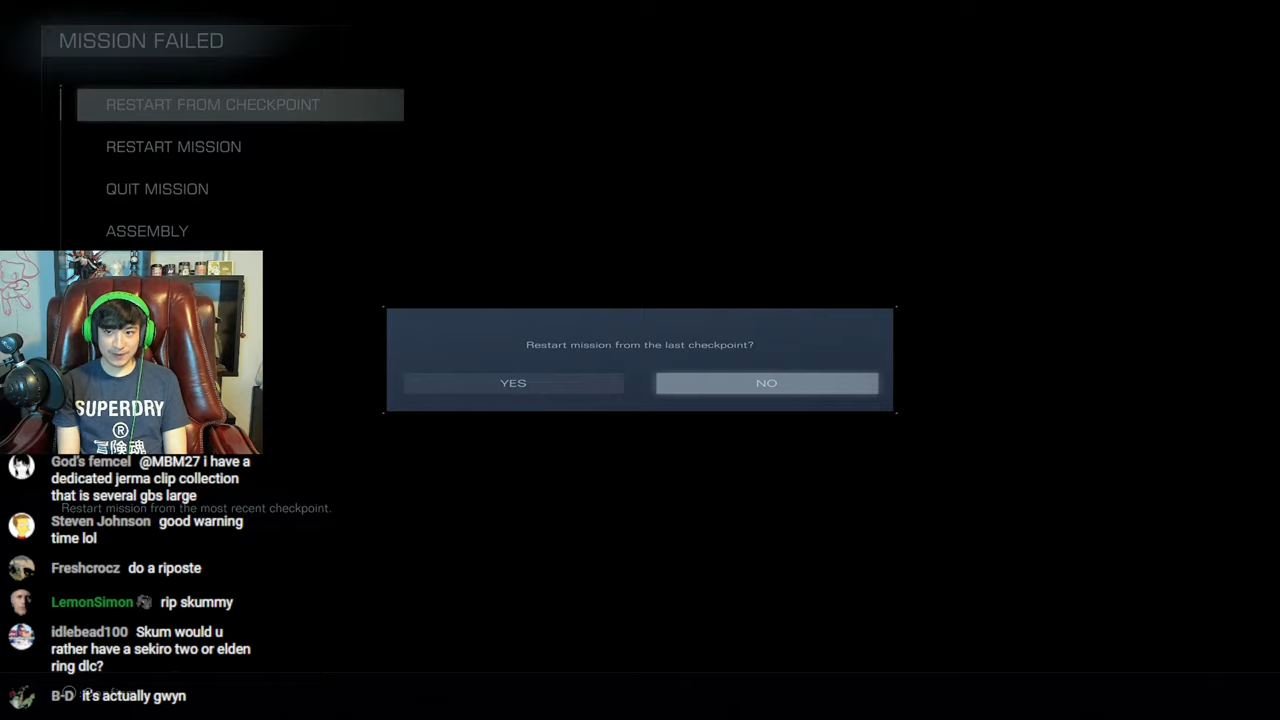 MISSION FAILED
RESTART FROM CHECKPOINT
RESTART MISSION
QUIT MISSION
ASSEMBLY
Restart mission from the last checkpoint?
YES
NO
SUPERDRY
®
冒険魂
God's femcel @MBM27 i have a
dedicated jerma clip collection
that is several gbs large
Restart mission from the most recent checkpoint.
Steven Johnson good warning
time lol
Freshcrocz do a riposte
LemonSimon rip skummy
idlebead100 Skum would u
rather have a sekiro two or elden
ring dlc?
B-D it's actually gwyn